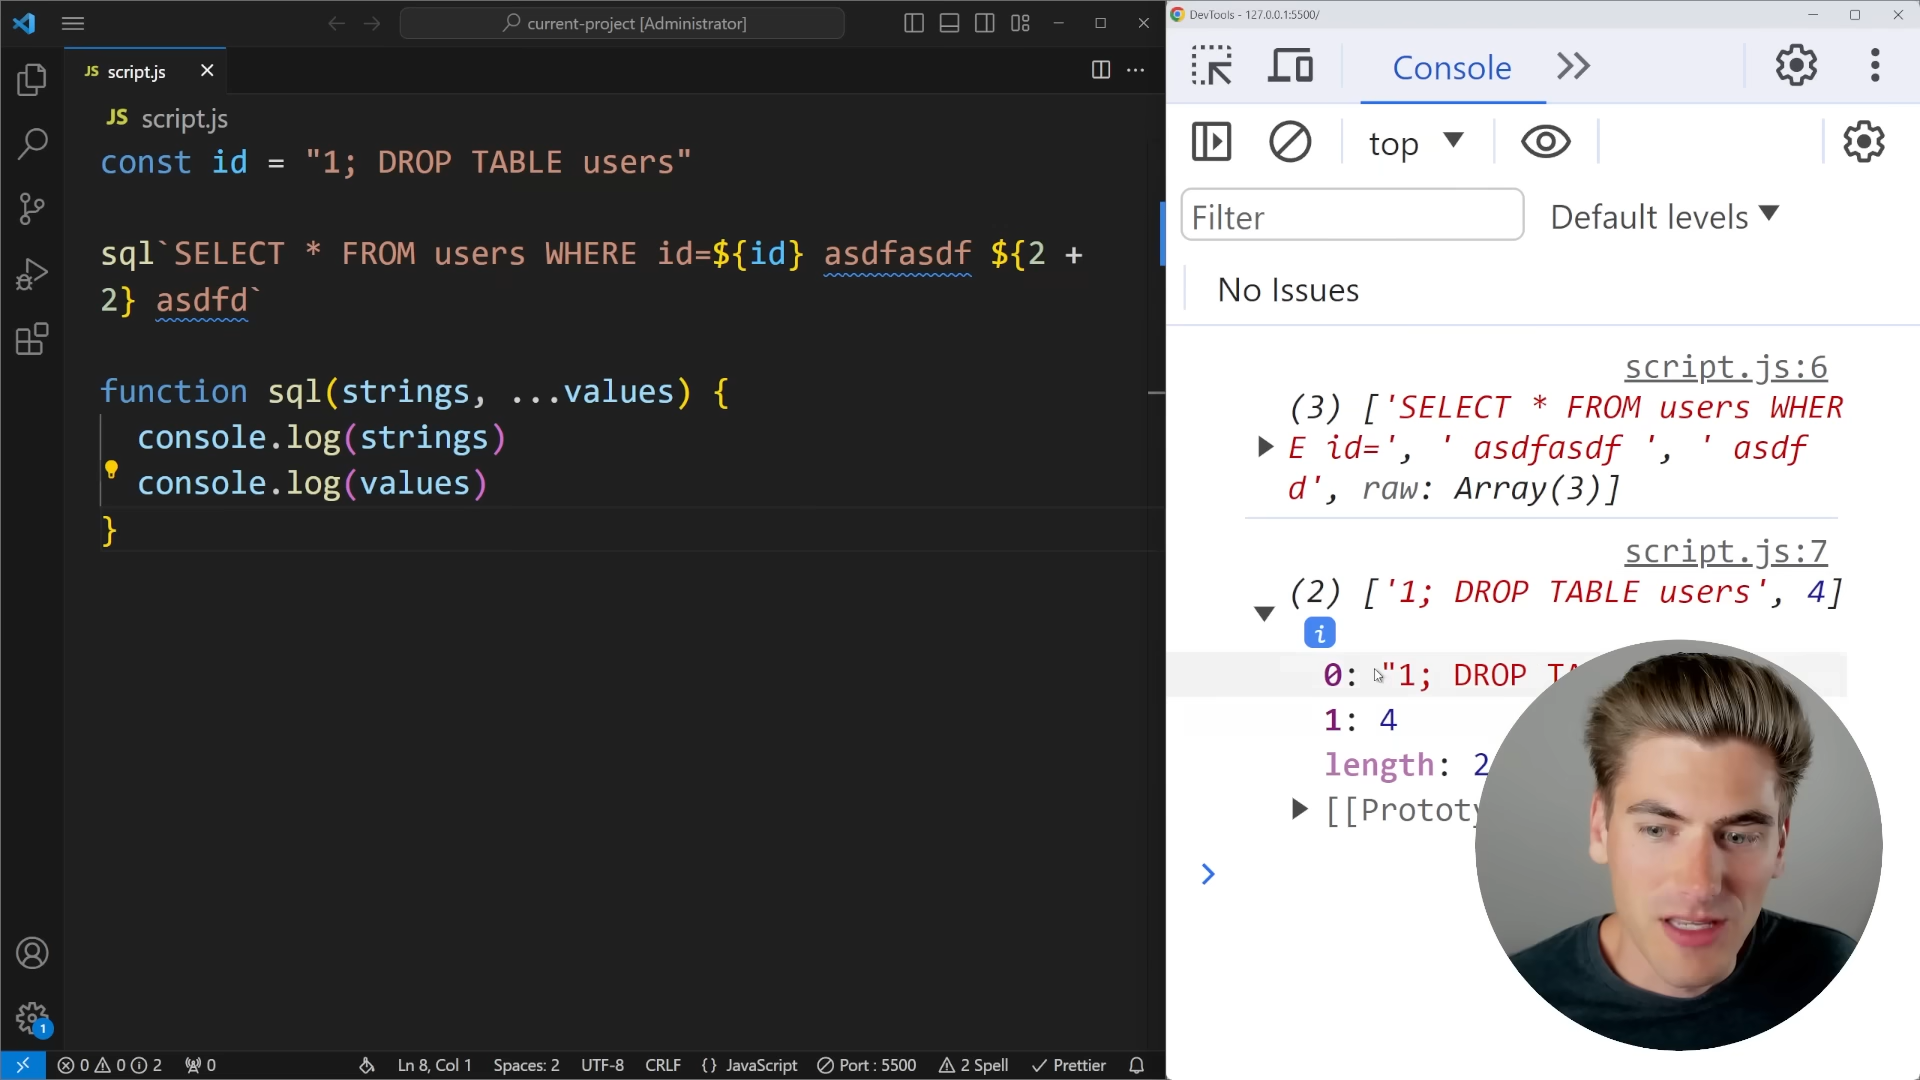 current-project [Administrator]
JS script.js
JS script.js
const id = "1; DROP TABLE users"
sql`SELECT * FROM users WHERE id=${id} asdfasdf ${2 +
2} asdfd`
function sql(strings, ...values) {
console.log(strings)
console.log(values)
}
1
0 0 2 0
Ln 8, Col 1 Spaces: 2 UTF-8 CRLF {} JavaScript Port : 5500 2 Spell Prettier
DevTools - 127.0.0.1:5500/
Console
top
Filter Default levels
No Issues
script.js:6
(3) ['SELECT * FROM users WHER
E id=', ' asdfasdf ', ' asdf
d', raw: Array(3)]
script.js:7
(2) ['1; DROP TABLE users', 4]
i
0: "1; DROP
1: 4
length: 2